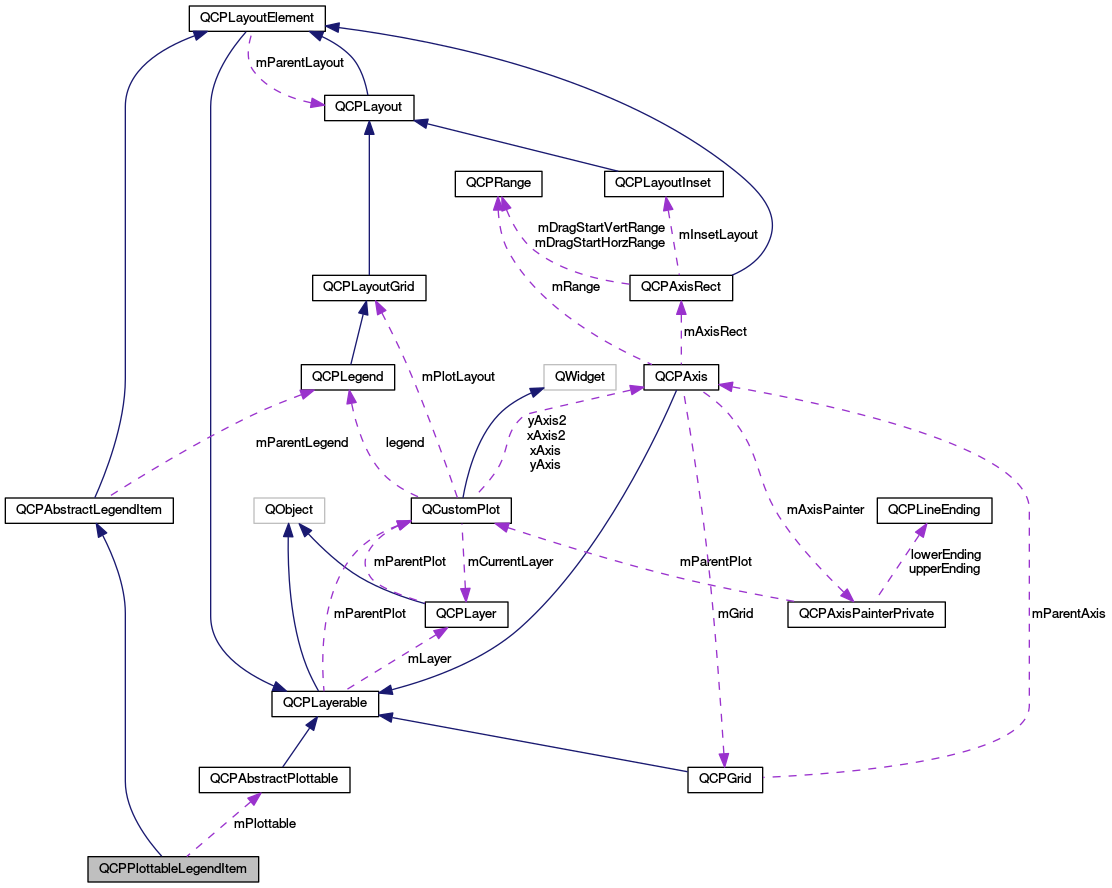 QCPLayoutElement
mParentLayout
QCPLayout
QCPRange
QCPLayoutInset
mDragStartVertRange
mDragStartHorzRange
mInsetLayout
QCPLayoutGrid
mRange
QCPAxisRect
mAxisRect
QCPLegend
mPlotLayout
QWidget
QCPAxis
mParentLegend
legend
yAxis2
xAxis2
xAxis
yAxis
QCPAbstractLegendItem
QObject
QCustomPlot
mAxisPainter
QCPLineEnding
mParentPlot
mCurrentLayer
mParentPlot
lowerEnding
upperEnding
mParentPlot
QCPLayer
mGrid
QCPAxisPainterPrivate
mParentAxis
mLayer
QCPLayerable
QCPAbstractPlottable
QCPGrid
mPlottable
QCPPlottableLegendItem